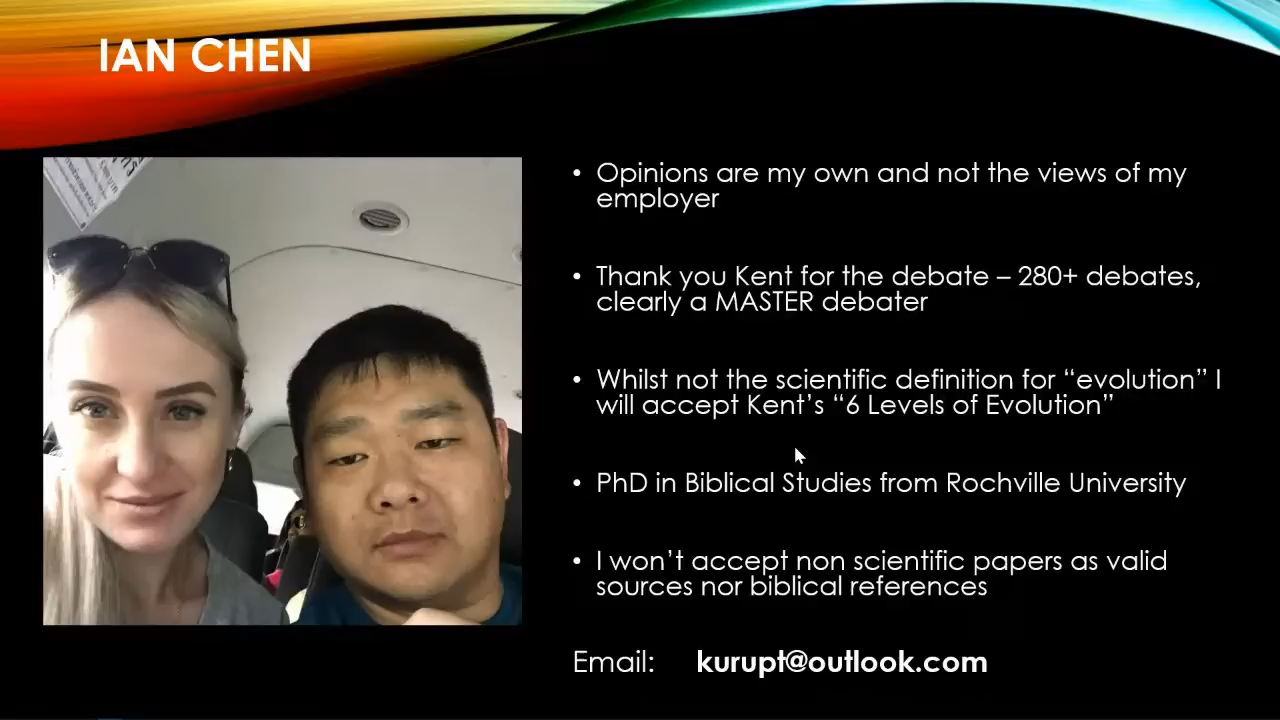 IAN CHEN
• Opinions are my own and not the views of my
employer
• Thank you Kent for the debate – 280+ debates,
clearly a MASTER debater
• Whilst not the scientific definition for “evolution” I
will accept Kent’s “6 Levels of Evolution”
• PhD in Biblical Studies from Rochville University
• I won’t accept non scientific papers as valid
sources nor biblical references
Email: kurupt@outlook.com